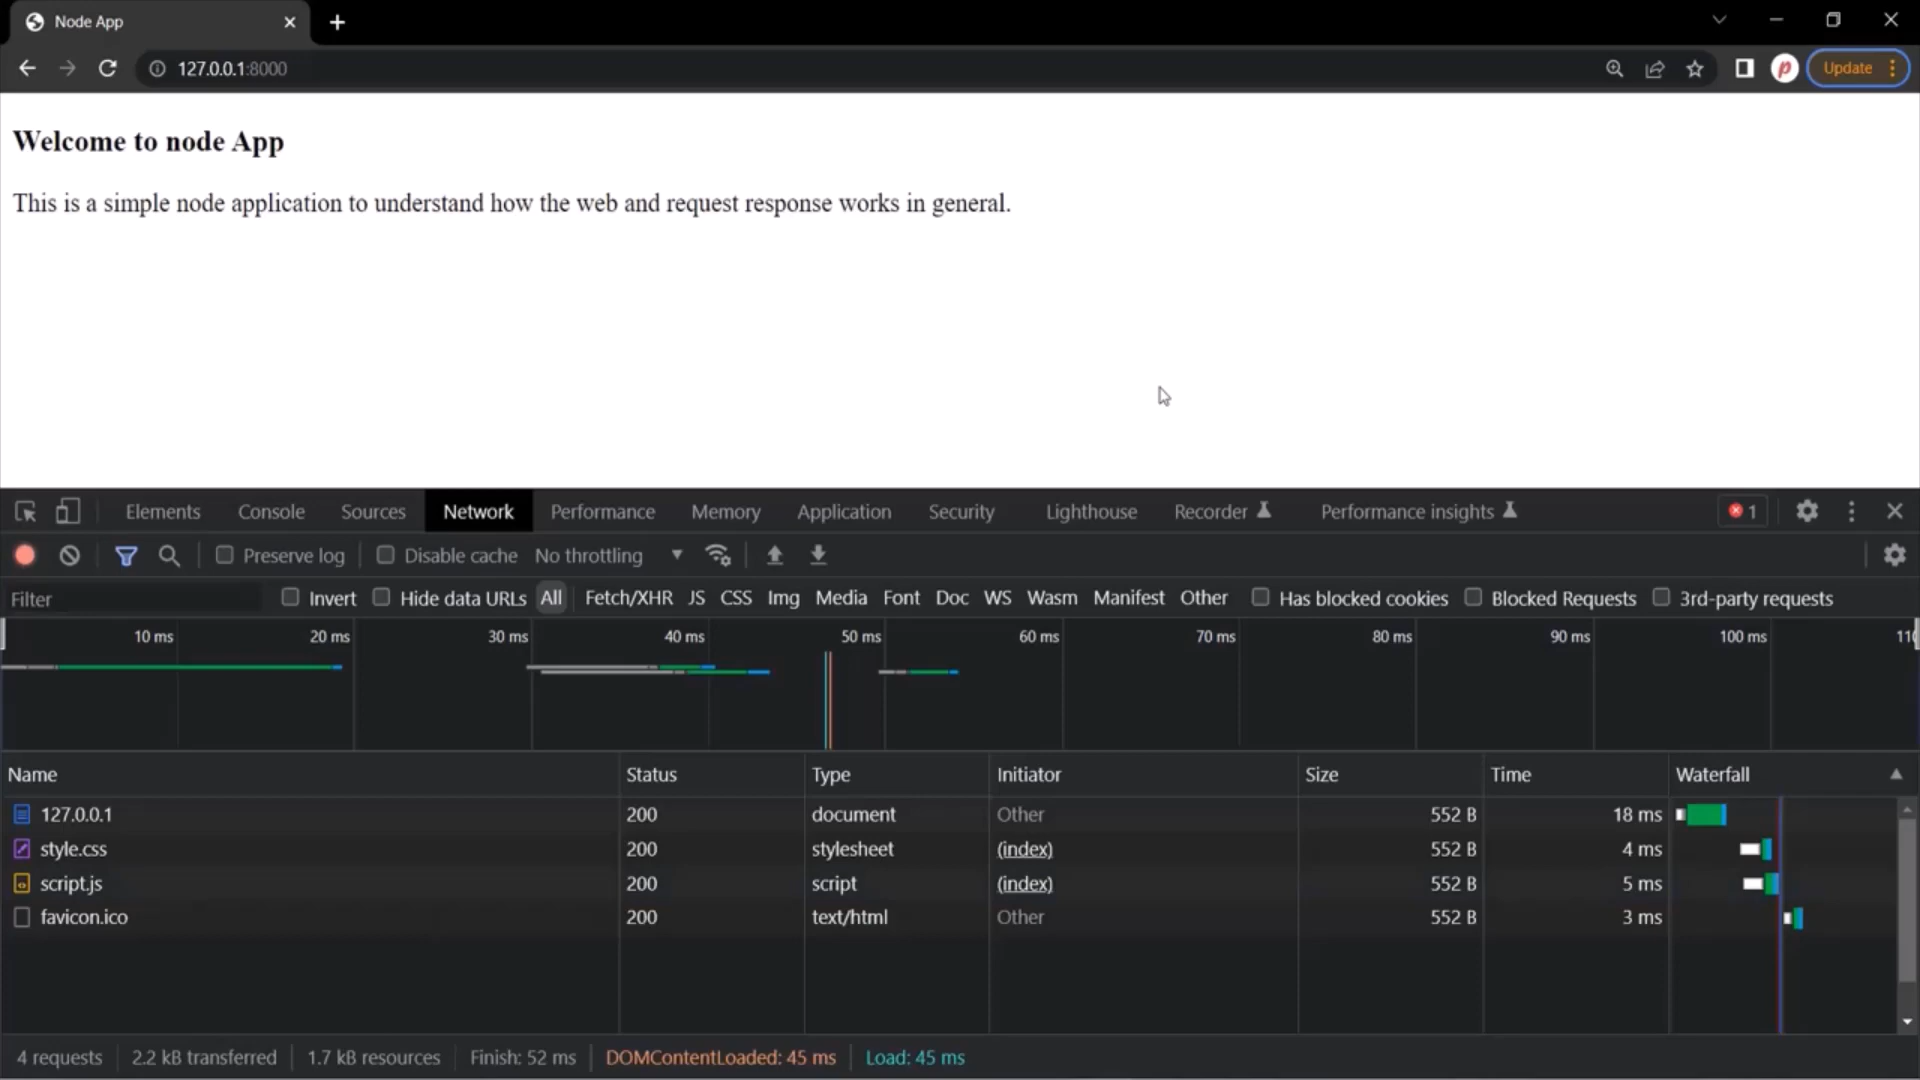 Node App
127.0.0.1:8000
Update
Welcome to node App
This is a simple node application to understand how the web and request response works in general.
Elements Console Sources Network Performance Memory Application Security Lighthouse Recorder Performance insights 1
Preserve log Disable cache No throttling
Filter Invert Hide data URLs All Fetch/XHR JS CSS Img Media Font Doc WS Wasm Manifest Other Has blocked cookies Blocked Requests 3rd-party requests
10 ms 20 ms 30 ms 40 ms 50 ms 60 ms 70 ms 80 ms 90 ms 100 ms
Name Status Type Initiator Size Time Waterfall
127.0.0.1 200 document Other 552 B 18 ms
style.css 200 stylesheet (index) 552 B 4 ms
script.js 200 script (index) 552 B 5 ms
favicon.ico 200 text/html Other 552 B 3 ms
4 requests 2.2 kB transferred 1.7 kB resources Finish: 52 ms DOMContentLoaded: 45 ms Load: 45 ms